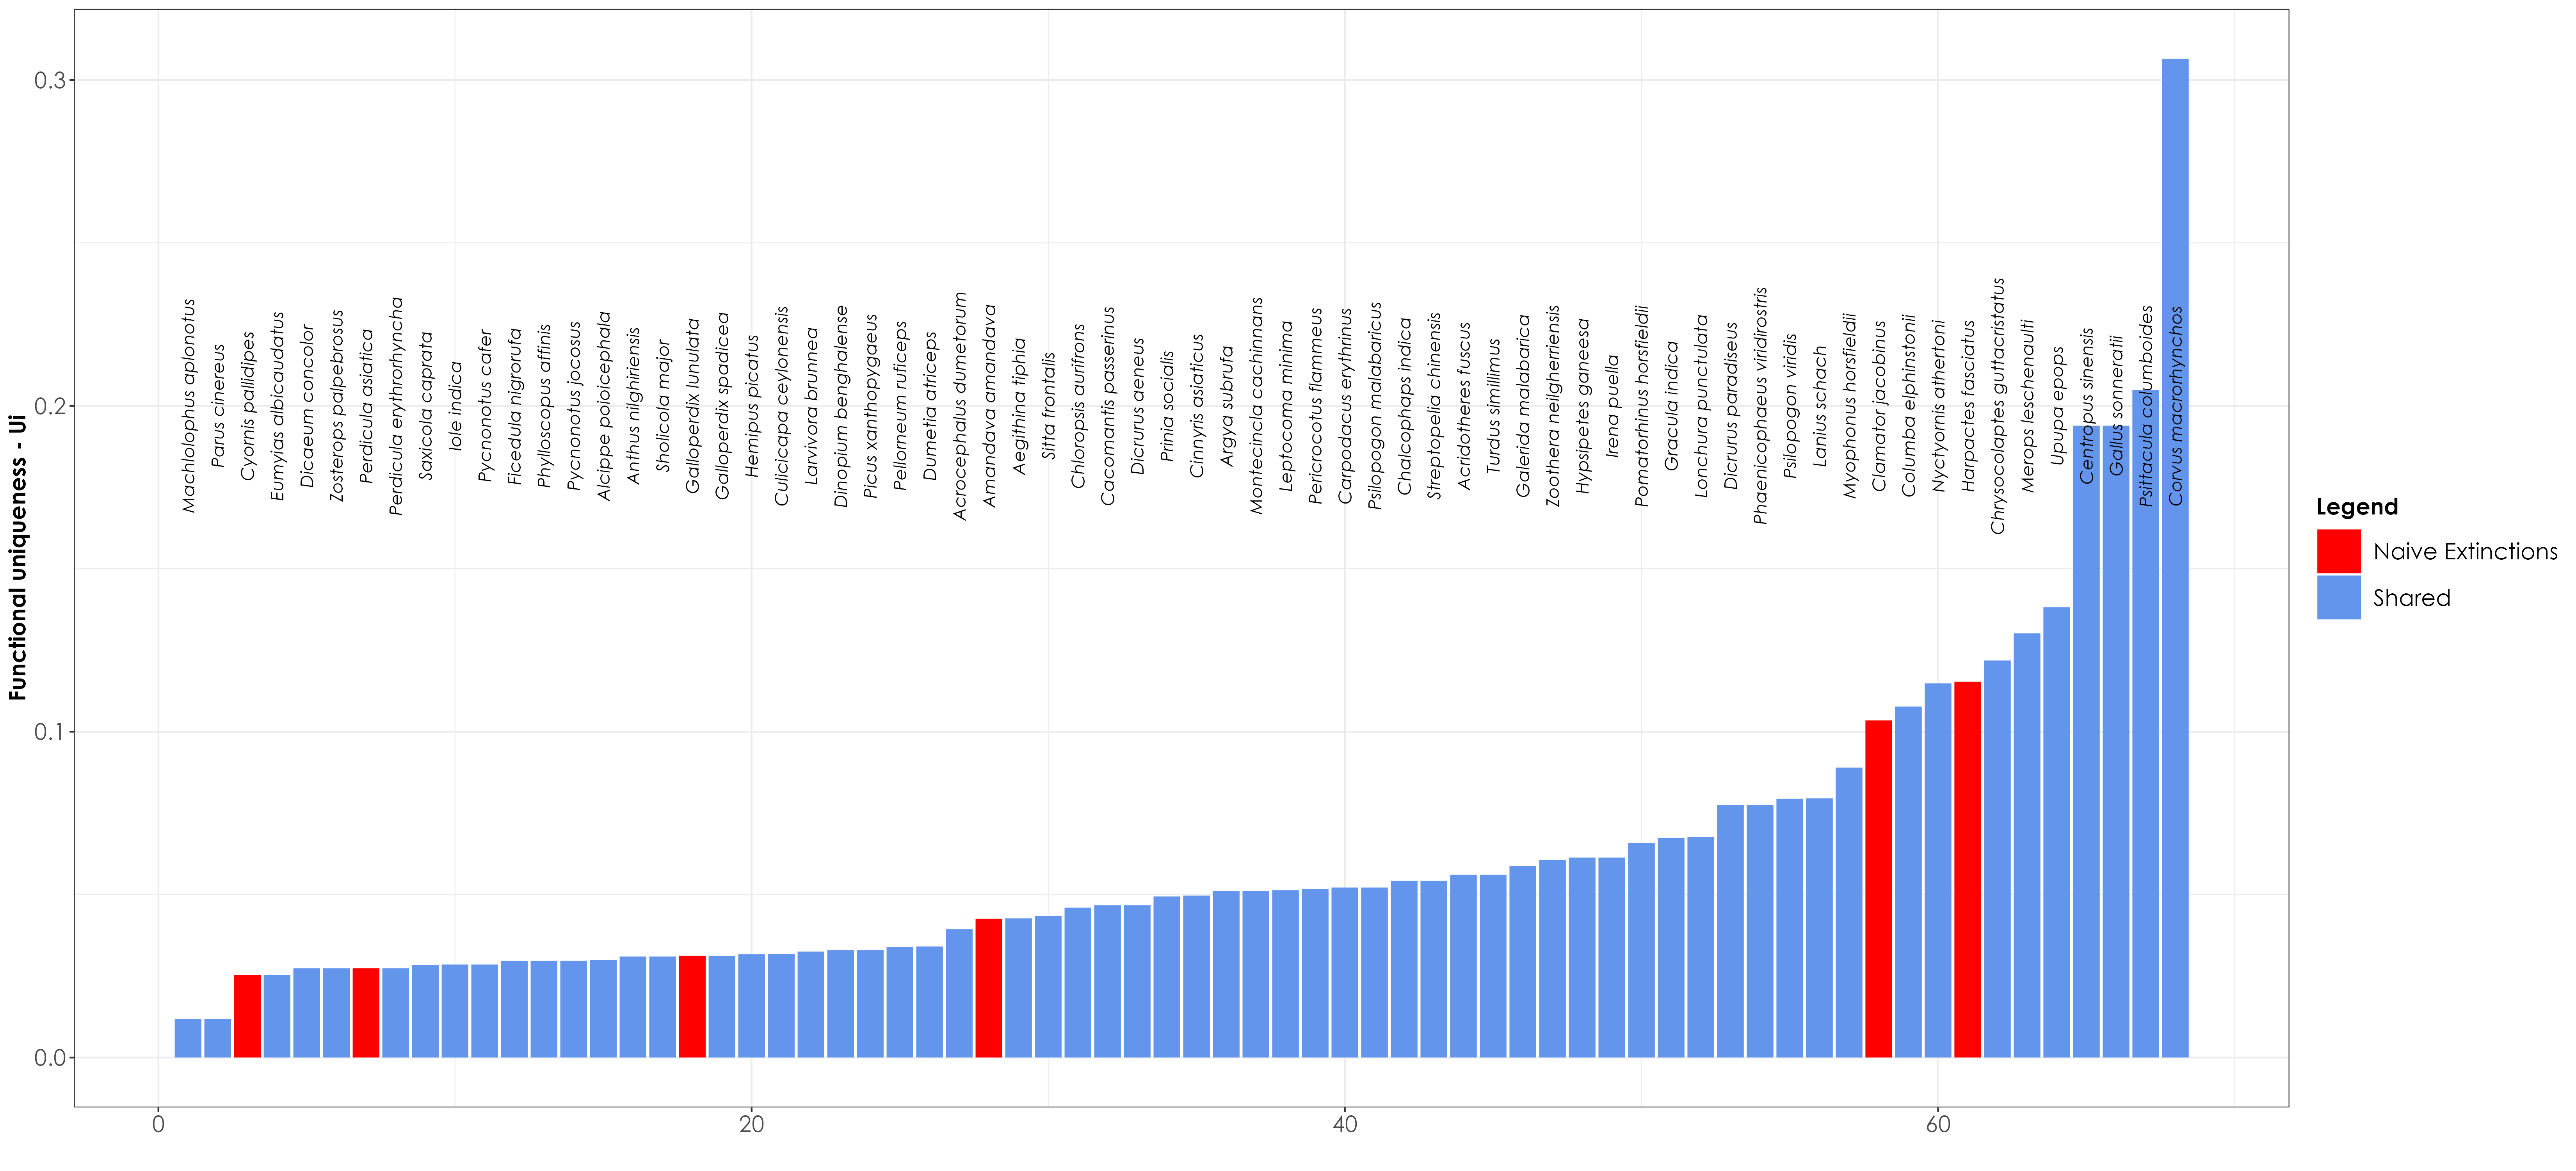 Functional uniqueness - Ui
0.3
0.2
0.1
0.0
Machlolophus aplonotus
Parus cinereus
Cyornis pallidipes
Eumyias albicaudatus
Dicaeum concolor
Zosterops palpebrosus
Perdicula asiatica
Perdicula erythrorhyncha
Saxicola caprata
Iole indica
Pycnonotus cafer
Ficedula nigrorufa
Phylloscopus affinis
Pycnonotus jocosus
Alcippe poioicephala
Anthus nilghiriensis
Sholicola major
Galloperdix lunulata
Galloperdix spadicea
Hemipus picatus
Culicicapa ceylonensis
Larvivora brunnea
Dinopium benghalense
Picus xanthopygaeus
Pellorneum ruficeps
Dumetia atriceps
Acrocephalus dumetorum
Amandava amandava
Aegithina tiphia
Sitta frontalis
Chloropsis aurifrons
Cacomantis passerinus
Dicrurus aeneus
Prinia socialis
Cinnyris asiaticus
Argya subrufa
Montecincla cachinnans
Leptocoma minima
Pericrocotus flammeus
Carpodacus erythrinus
Psilopogon malabaricus
Chalcophaps indica
Streptopelia chinensis
Acridotheres fuscus
Turdus simillimus
Galerida malabarica
Zoothera neilgherriensis
Hypsipetes ganeesa
Irena puella
Pomatorhinus horsfieldii
Gracula indica
Lonchura punctulata
Dicrurus paradiseus
Phaenicophaeus viridirostris
Psilopogon viridis
Lanius schach
Myophonus horsfieldii
Clamator jacobinus
Columba elphinstonii
Nyctyornis athertoni
Harpactes fasciatus
Chrysocolaptes guttacristatus
Merops leschenaulti
Upupa epops
Centropus sinensis
Gallus sonneratii
Psittacula columboides
Corvus macrorhynchos
0
20
40
60
Legend
Naive Extinctions
Shared